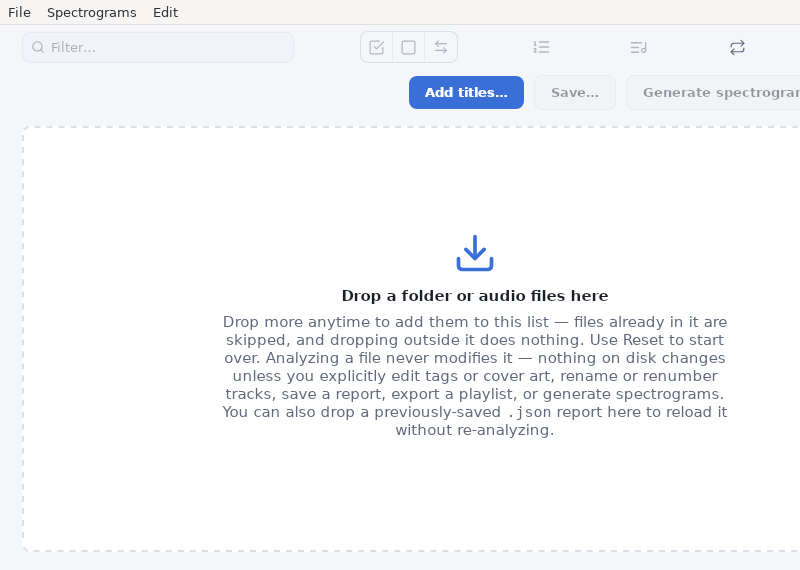 File Spectrograms Edit
Filter...
Add titles... Save... Generate
Drop a folder or audio files here
Drop more anytime to add them to this list — files already in it are
skipped, and dropping outside it does nothing. Use Reset to start
over. Analyzing a file never modifies it — nothing on disk changes
unless you explicitly edit tags or cover art, rename or renumber
tracks, save a report, export a playlist, or generate spectrograms.
You can also drop a previously-saved .json report here to reload it
without re-analyzing.